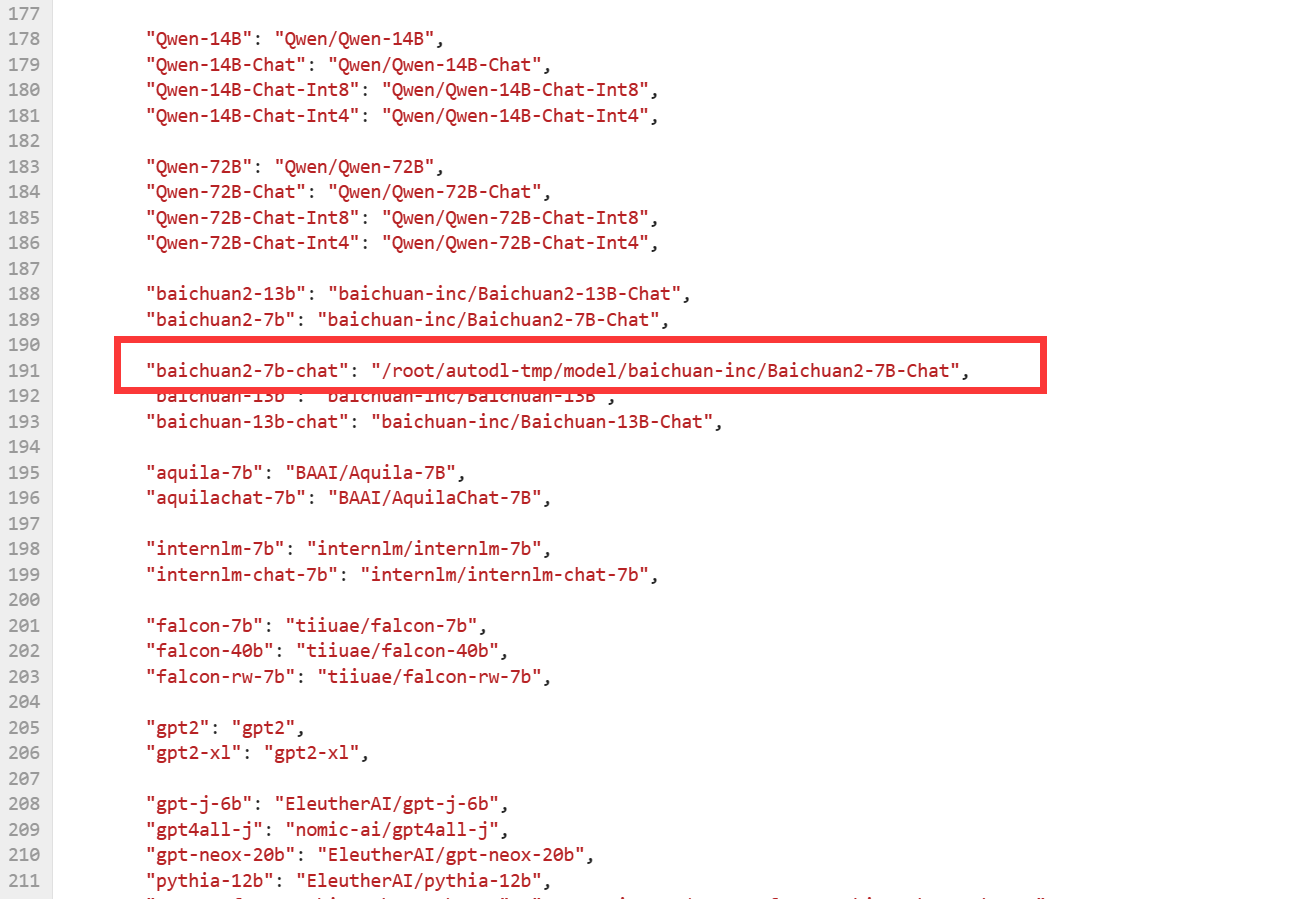 177
178 "Qwen-14B": "Qwen/Qwen-14B",
179 "Qwen-14B-Chat": "Qwen/Qwen-14B-Chat",
180 "Qwen-14B-Chat-Int8": "Qwen/Qwen-14B-Chat-Int8",
181 "Qwen-14B-Chat-Int4": "Qwen/Qwen-14B-Chat-Int4",
182
183 "Qwen-72B": "Qwen/Qwen-72B",
184 "Qwen-72B-Chat": "Qwen/Qwen-72B-Chat",
185 "Qwen-72B-Chat-Int8": "Qwen/Qwen-72B-Chat-Int8",
186 "Qwen-72B-Chat-Int4": "Qwen/Qwen-72B-Chat-Int4",
187
188 "baichuan2-13b": "baichuan-inc/Baichuan2-13B-Chat",
189 "baichuan2-7b": "baichuan-inc/Baichuan2-7B-Chat",
190
191 "baichuan2-7b-chat": "/root/autodl-tmp/model/baichuan-inc/Baichuan2-7B-Chat",
192 "baichuan-13b": "baichuan-inc/Baichuan-13B",
193 "baichuan-13b-chat": "baichuan-inc/Baichuan-13B-Chat",
194
195 "aquila-7b": "BAAI/Aquila-7B",
196 "aquilachat-7b": "BAAI/AquilaChat-7B",
197
198 "internlm-7b": "internlm/internlm-7b",
199 "internlm-chat-7b": "internlm/internlm-chat-7b",
200
201 "falcon-7b": "tiiuae/falcon-7b",
202 "falcon-40b": "tiiuae/falcon-40b",
203 "falcon-rw-7b": "tiiuae/falcon-rw-7b",
204
205 "gpt2": "gpt2",
206 "gpt2-xl": "gpt2-xl",
207
208 "gpt-j-6b": "EleutherAI/gpt-j-6b",
209 "gpt4all-j": "nomic-ai/gpt4all-j",
210 "gpt-neox-20b": "EleutherAI/gpt-neox-20b",
211 "pythia-12b": "EleutherAI/pythia-12b",